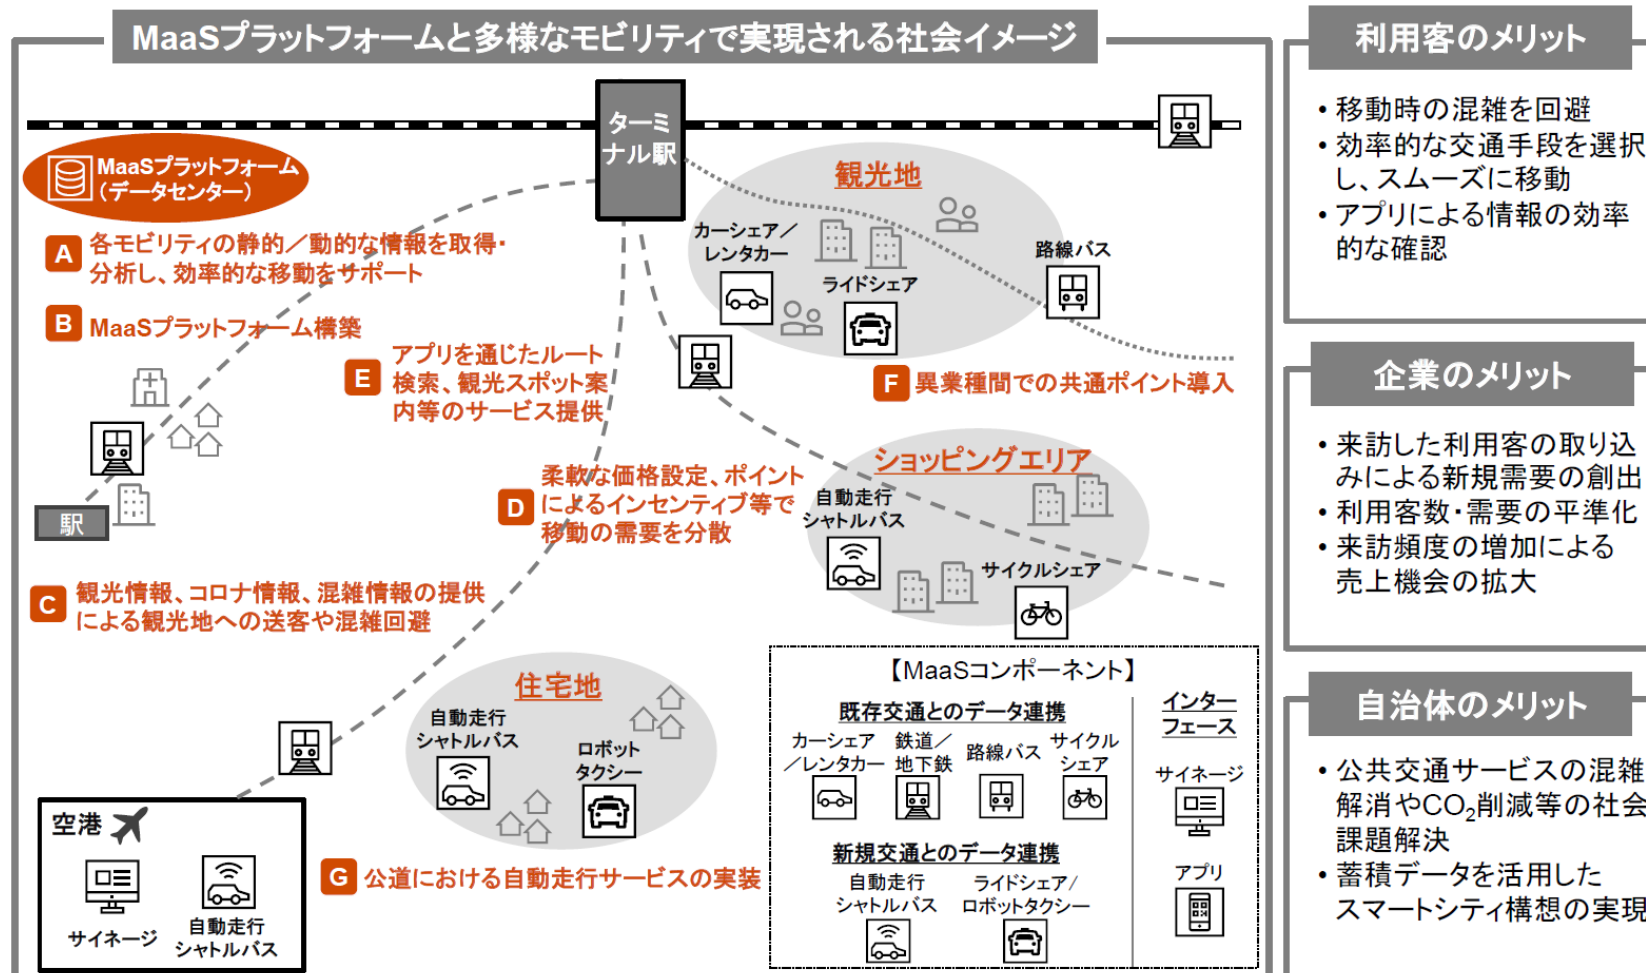 MaaSプラットフォームと多様なモビリティで実現される社会イメージ
ターミ
ナル駅
MaaSプラットフォーム
(データセンター)
A
各モビリティの静的／動的な情報を取得・
分析し、効率的な移動をサポート
B
MaaSプラットフォーム構築
E
アプリを通じたルート
検索、観光スポット案
内等のサービス提供
観光地
カーシェア／
レンタカー
ライドシェア
路線バス
F
異業種間での共通ポイント導入
駅
D
柔軟な価格設定、ポイント
によるインセンティブ等で
移動の需要を分散
ショッピングエリア
自動走行
シャトルバス
サイクルシェア
C
観光情報、コロナ情報、混雑情報の提供
による観光地への送客や混雑回避
住宅地
自動走行
シャトルバス
ロボット
タクシー
G
公道における自動走行サービスの実装
空港
サイネージ
自動走行
シャトルバス
【MaaSコンポーネント】
既存交通とのデータ連携
カーシェア
／レンタカー
鉄道／
地下鉄
路線バス
サイクル
シェア
新規交通とのデータ連携
自動走行
シャトルバス
ライドシェア/
ロボットタクシー
インター
フェース
サイネージ
アプリ
利用客のメリット
• 移動時の混雑を回避
• 効率的な交通手段を選択
し、スムーズに移動
• アプリによる情報の効率
的な確認
企業のメリット
• 来訪した利用客の取り込
みによる新規需要の創出
• 利用客数・需要の平準化
• 来訪頻度の増加による
売上機会の拡大
自治体のメリット
• 公共交通サービスの混雑
解消やCO₂削減等の社会
課題解決
• 蓄積データを活用した
スマートシティ構想の実現